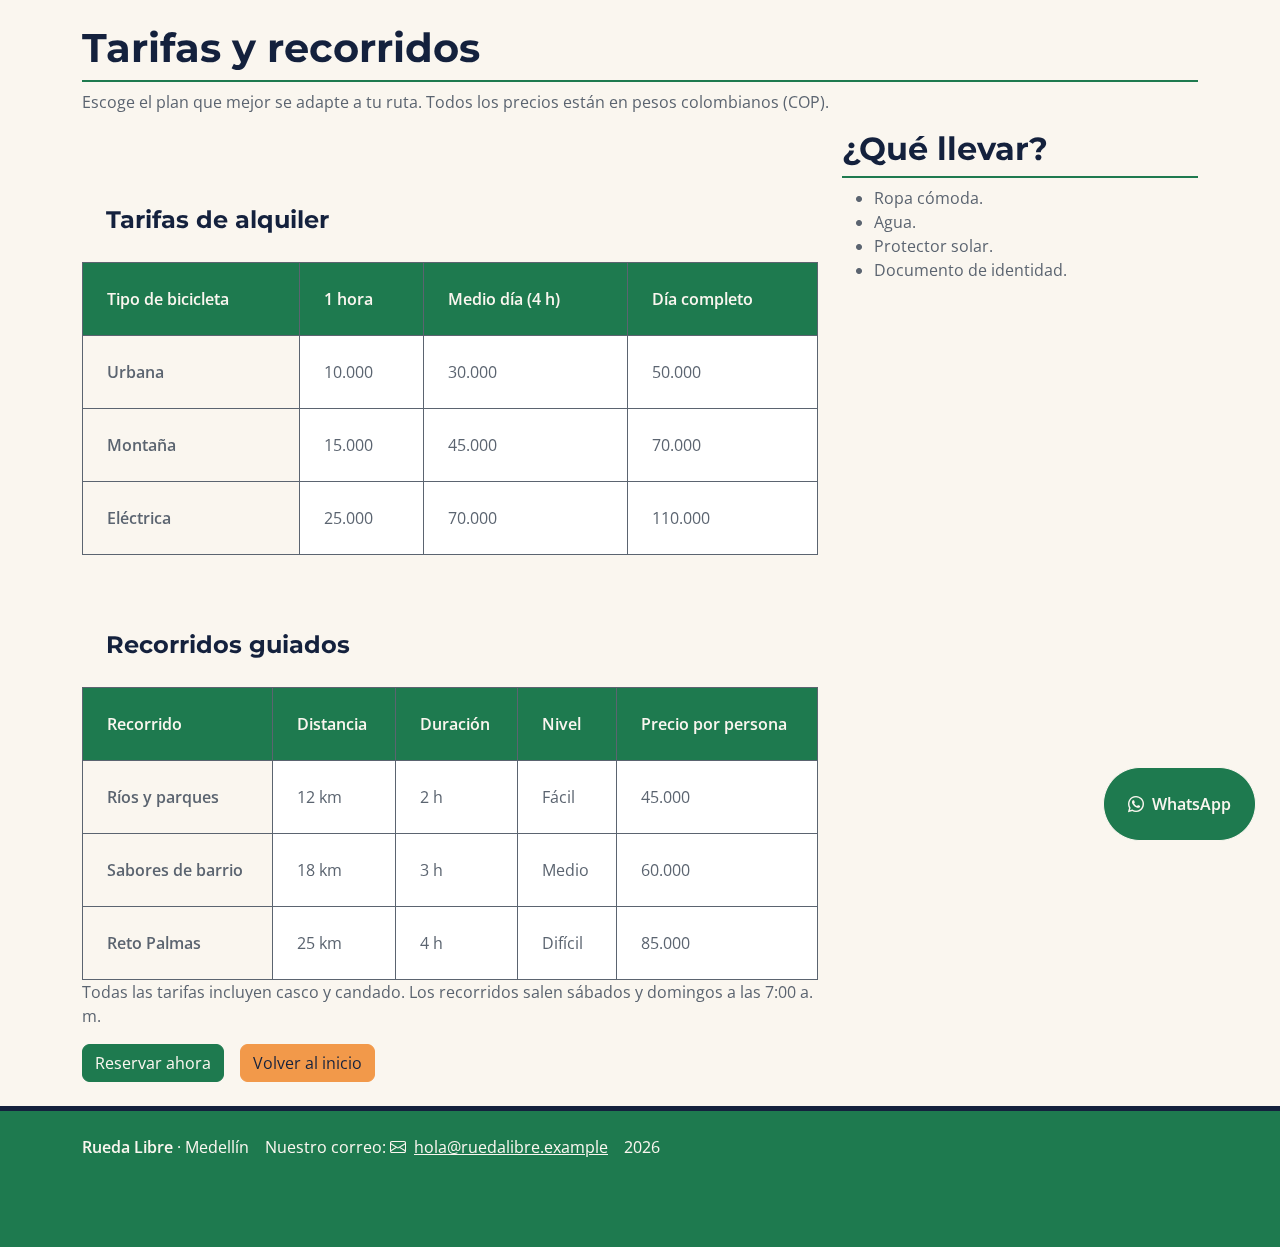 Tarifas y recorridos
Escoge el plan que mejor se adapte a tu ruta. Todos los precios están en pesos colombianos (COP).
Tarifas de alquiler
Tipo de bicicleta 1 hora Medio día (4 h) Día completo
Urbana 10.000 30.000 50.000
Montaña 15.000 45.000 70.000
Eléctrica 25.000 70.000 110.000
Recorridos guiados
Recorrido Distancia Duración Nivel Precio por persona
Ríos y parques 12 km 2 h Fácil 45.000
Sabores de barrio 18 km 3 h Medio 60.000
Reto Palmas 25 km 4 h Difícil 85.000
Todas las tarifas incluyen casco y candado. Los recorridos salen sábados y domingos a las 7:00 a.
m.
Reservar ahora Volver al inicio
¿Qué llevar?
Ropa cómoda.
Agua.
Protector solar.
Documento de identidad.
WhatsApp
Rueda Libre · Medellín Nuestro correo: hola@ruedalibre.example 2026